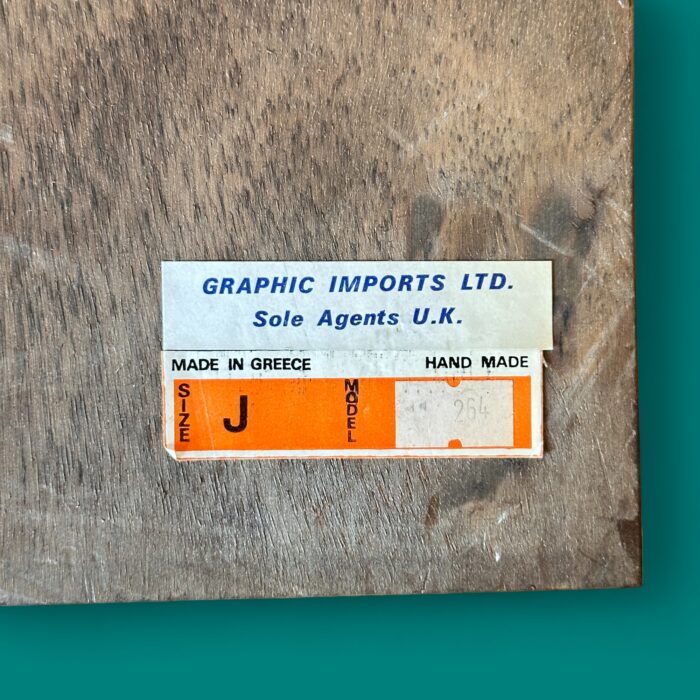 GRAPHIC IMPORTS LTD.
Sole Agents U.K.
MADE IN GREECE HAND MADE
SIZE J MODEL 264